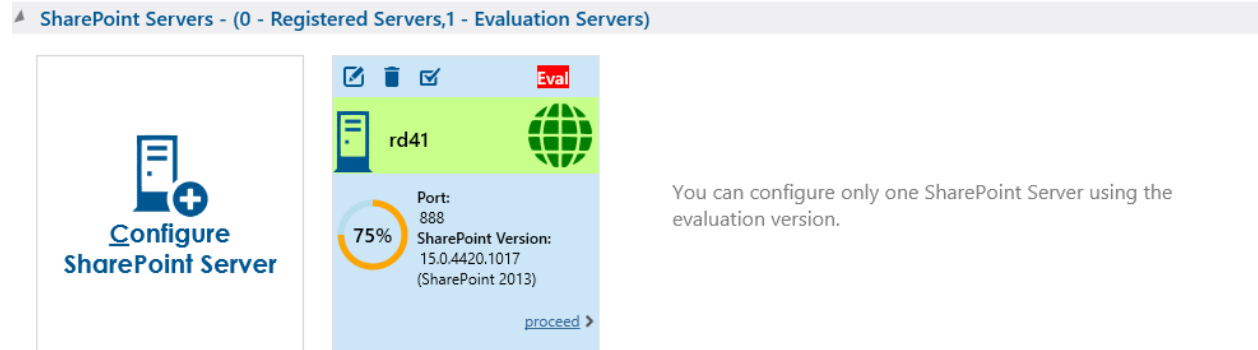 SharePoint Servers - (0 - Registered Servers,1 - Evaluation Servers)
Configure
SharePoint Server
Eval
rd41
75%
Port:
888
SharePoint Version:
15.0.4420.1017
(SharePoint 2013)
proceed
You can configure only one SharePoint Server using the
evaluation version.